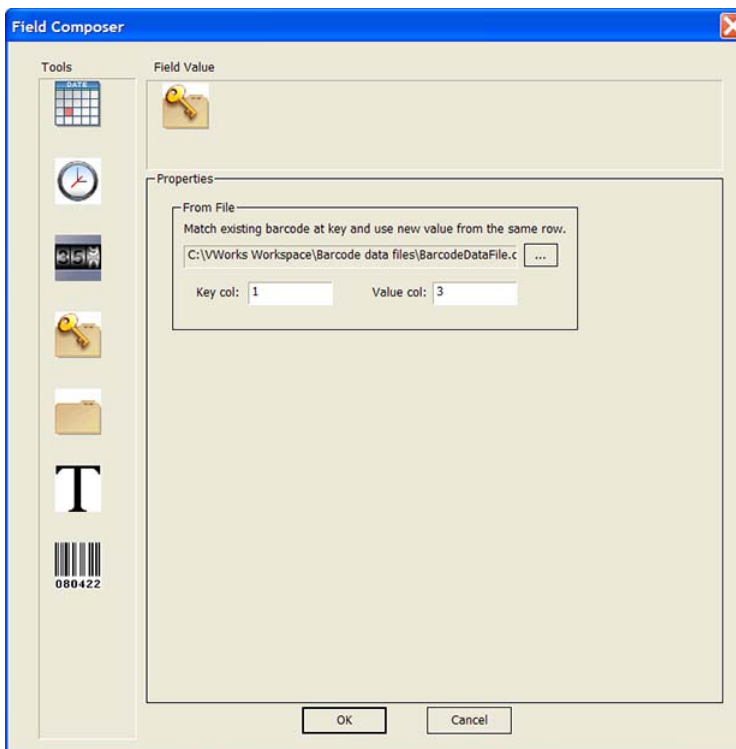 Field Composer
Tools
Field Value
DATE
Properties
From File
Match existing barcode at key and use new value from the same row.
C:\VWorks Workspace\Barcode data files\BarcodeDataFile.c
...
Key col: 1 Value col: 3
080422
T
OK Cancel